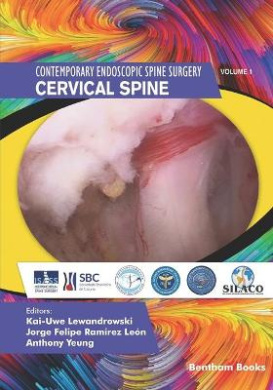 CONTEMPORARY ENDOSCOPIC SPINE SURGERY
VOLUME 1
CERVICAL SPINE
SBC
SILACO
Editors:
Kai-Uwe Lewandrowski
Jorge Felipe Ramírez León
Anthony Yeung
Bentham Books